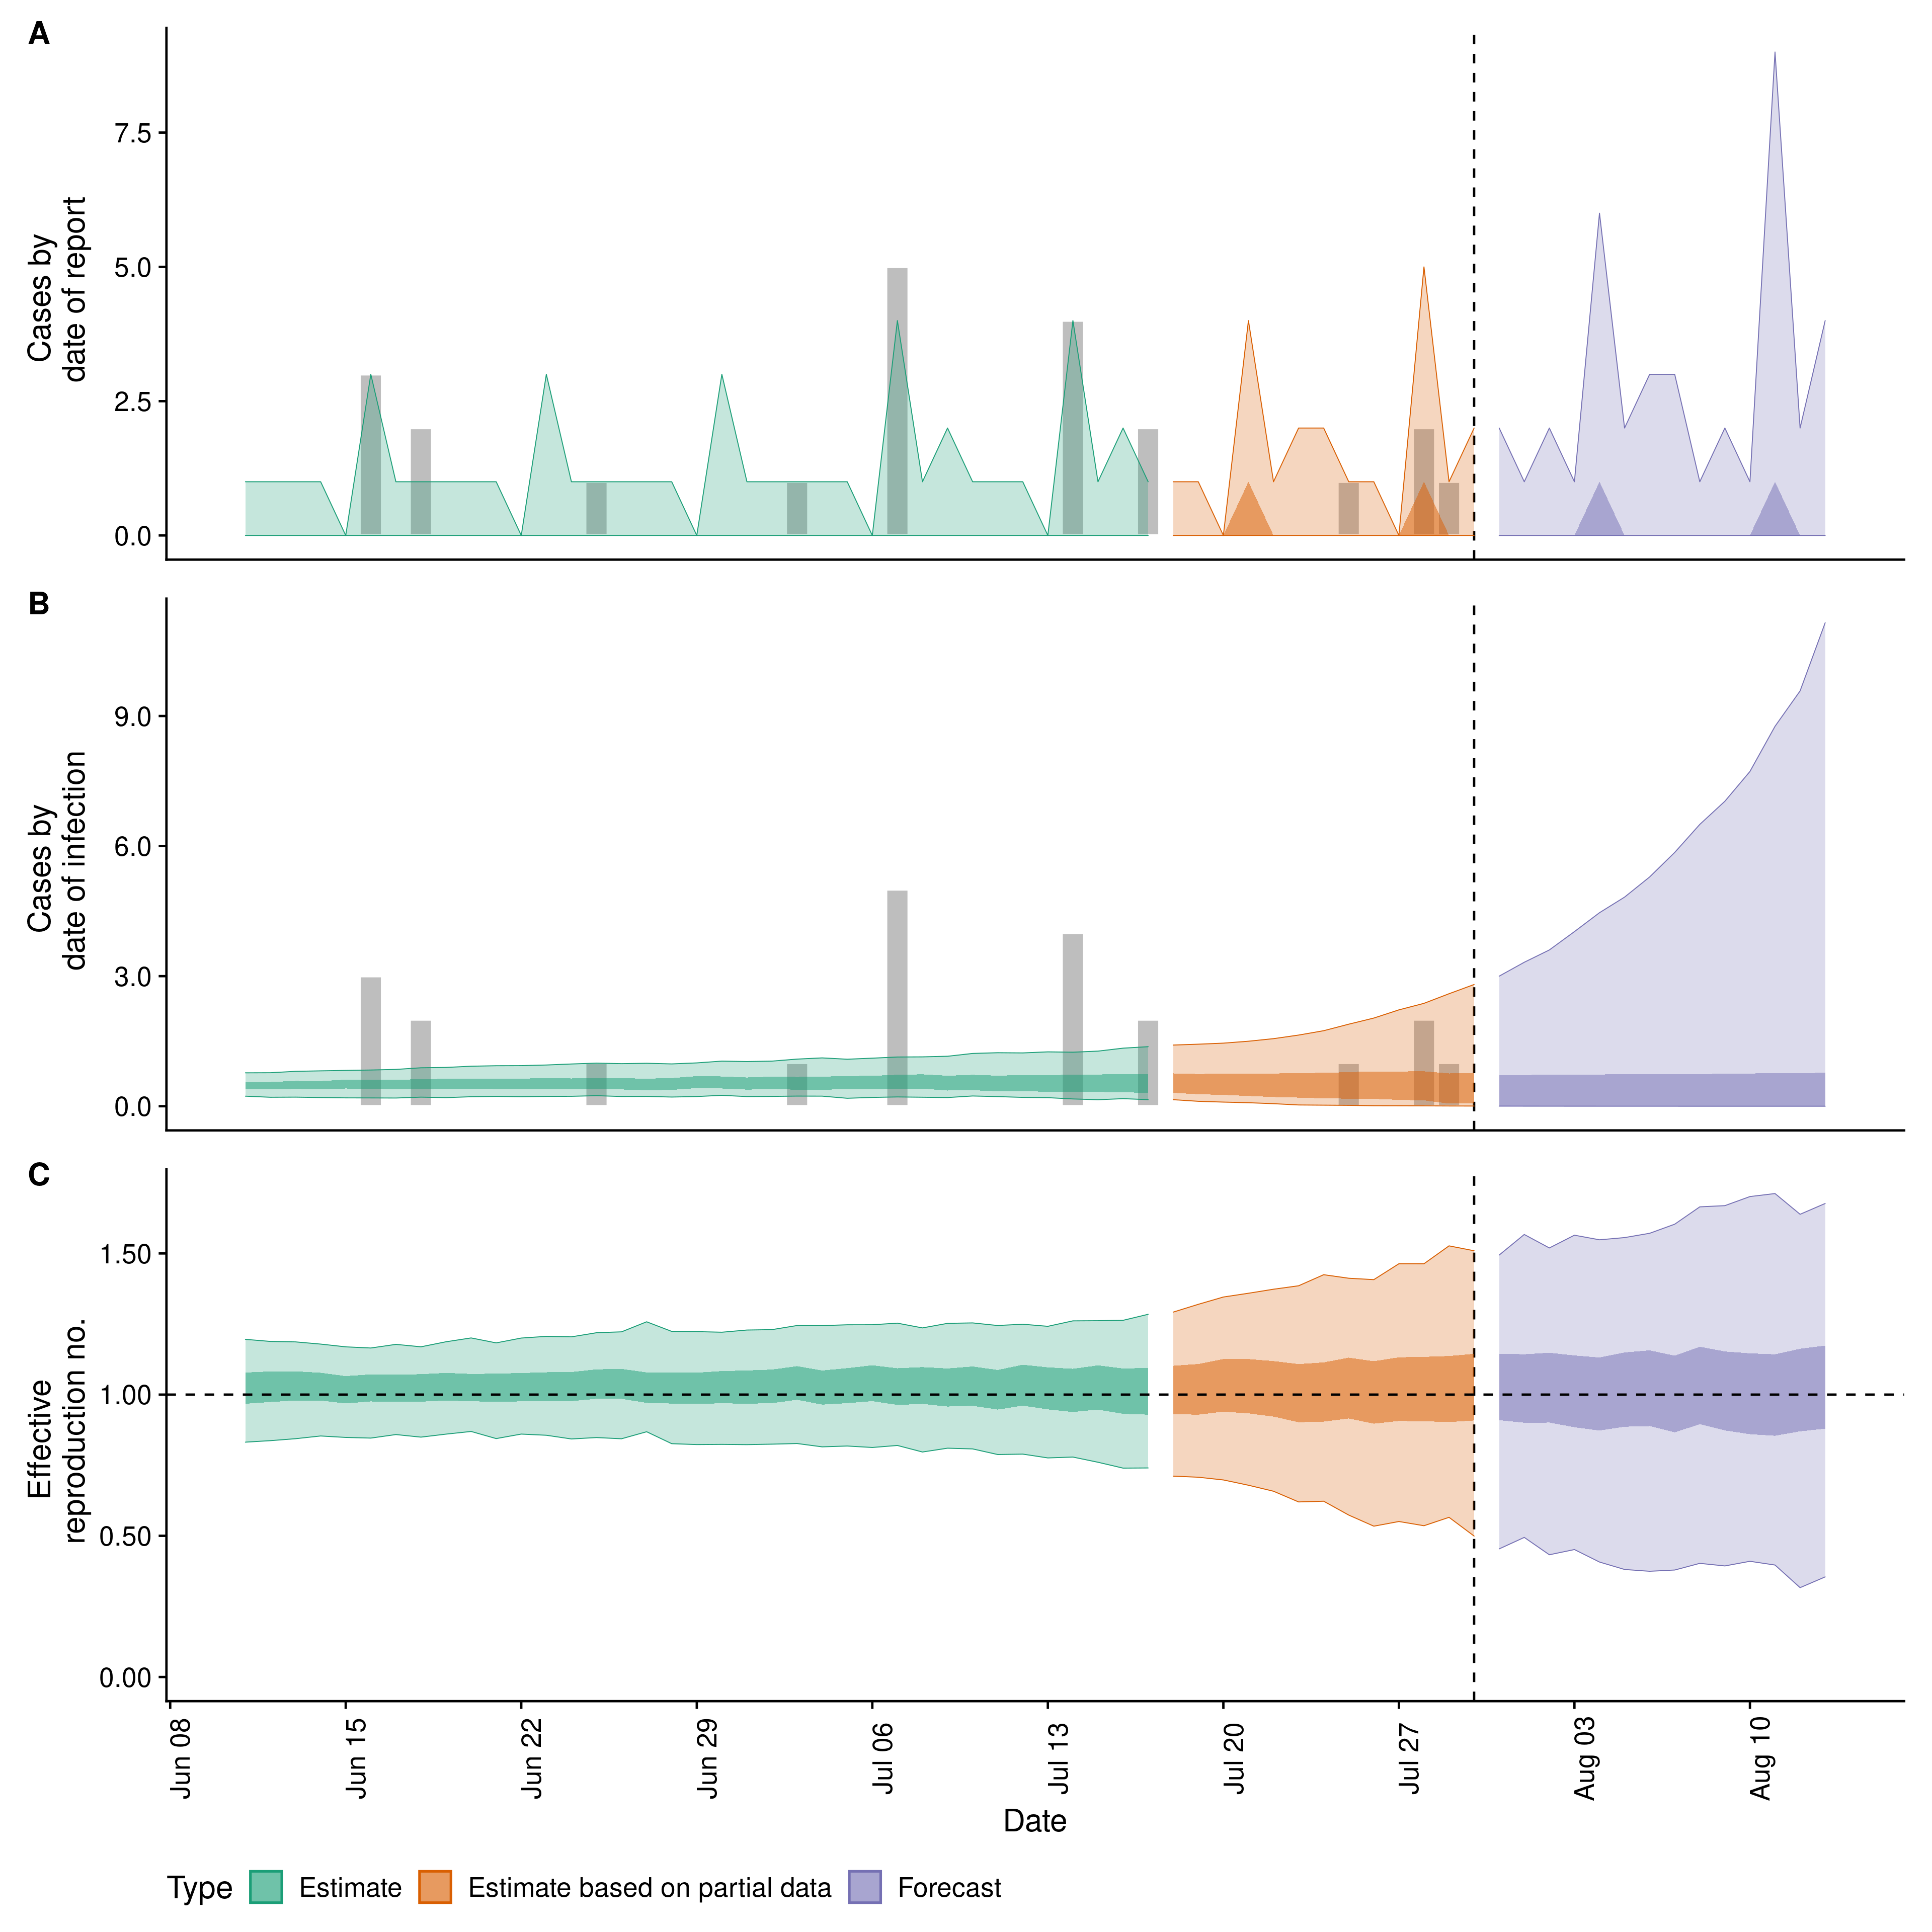 A
Cases by
date of report
7.5
5.0
2.5
0.0
B
Cases by
date of infection
9.0
6.0
3.0
0.0
C
Effective
reproduction no.
1.50
1.00
0.50
0.00
Jun 08
Jun 15
Jun 22
Jun 29
Jul 06
Jul 13
Jul 20
Jul 27
Aug 03
Aug 10
Date
Type Estimate Estimate based on partial data Forecast